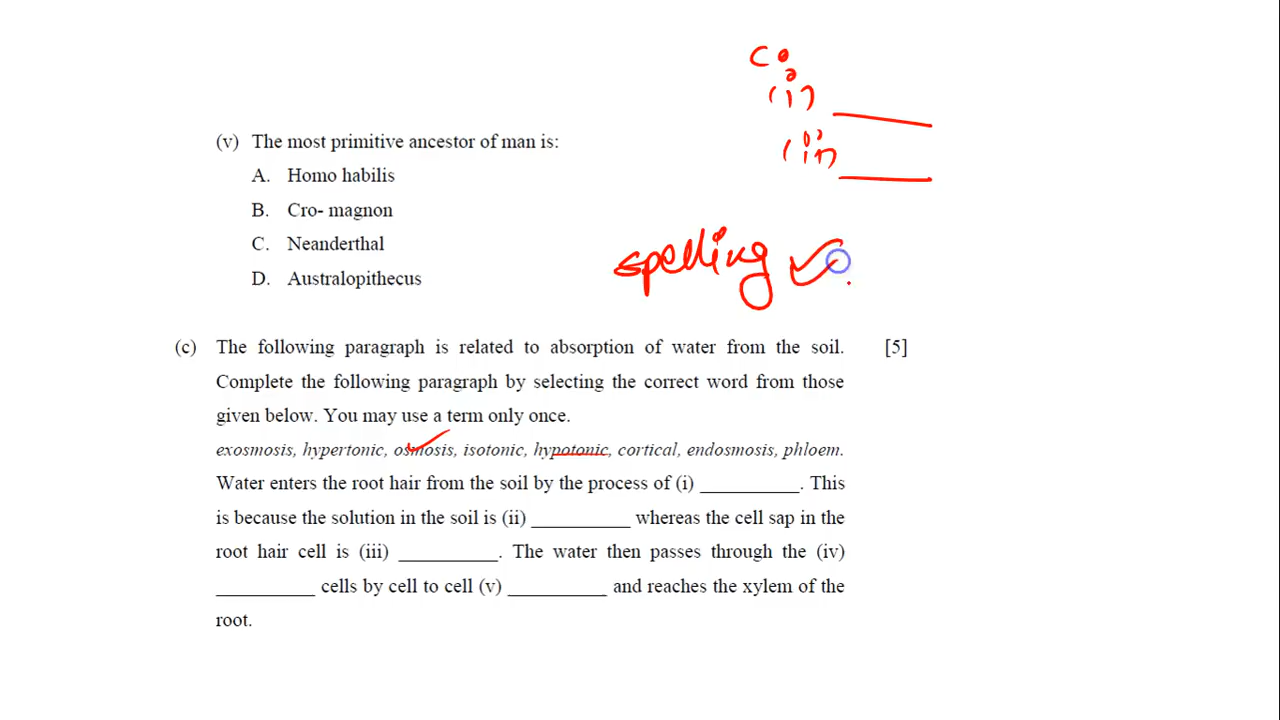 (i)
(v) The most primitive ancestor of man is:
A. Homo habilis
B. Cro- magnon
C. Neanderthal
D. Australopithecus
spelling
(c) The following paragraph is related to absorption of water from the soil. [5]
Complete the following paragraph by selecting the correct word from those
given below. You may use a term only once.
exosmosis, hypertonic, osmosis, isotonic, hypotonic, cortical, endosmosis, phloem.
Water enters the root hair from the soil by the process of (i) __________. This
is because the solution in the soil is (ii) __________ whereas the cell sap in the
root hair cell is (iii) __________. The water then passes through the (iv)
__________ cells by cell to cell (v) __________ and reaches the xylem of the
root.